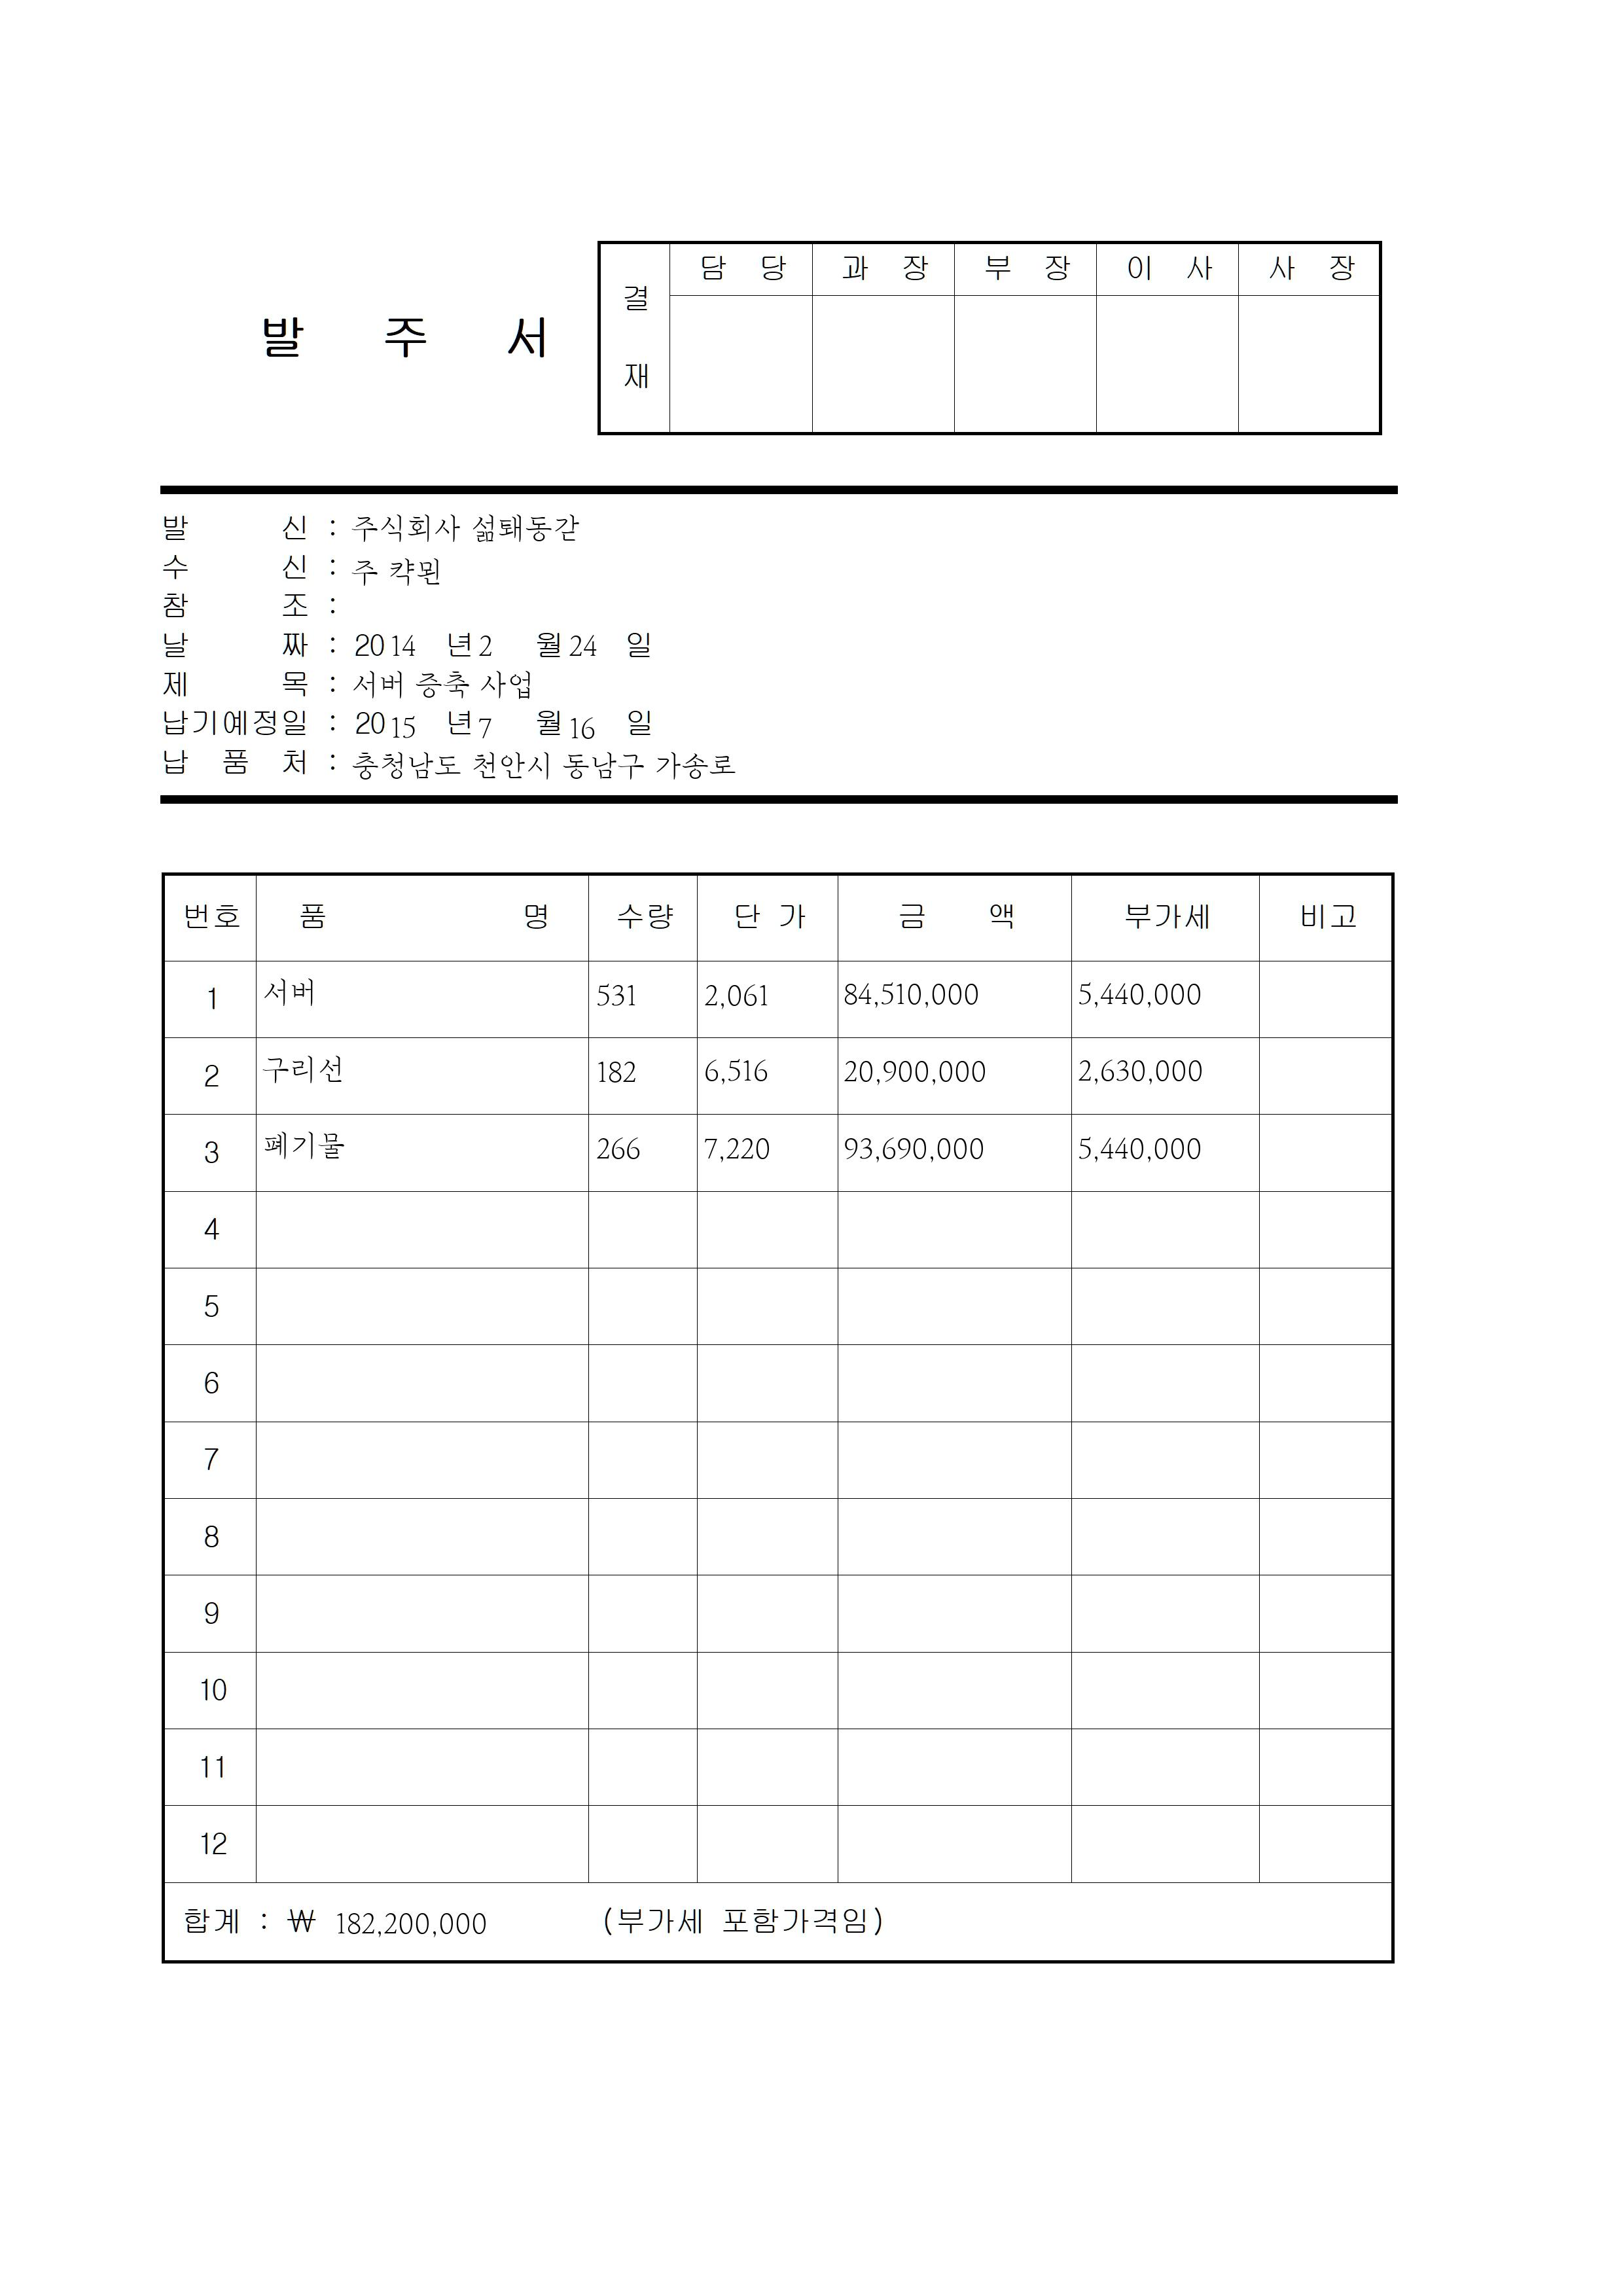 발 주 서
결 재
담 당 과 장 부 장 이 사 사 장
발 신 : 주식회사 섦퇘동갇
수 신 : 주 캭묀
참 조 :
날 짜 : 2014 년 2 월 24 일
제 목 : 서버 증축 사업
납기예정일 : 2015 년 7 월 16 일
납 품 처 : 충청남도 천안시 동남구 가송로
번호 품 명 수량 단 가 금 액 부가세 비고
1 서버 531 2,061 84,510,000 5,440,000
2 구리선 182 6,516 20,900,000 2,630,000
3 폐기물 266 7,220 93,690,000 5,440,000
4
5
6
7
8
9
10
11
12
합계 : ₩ 182,200,000 (부가세 포함가격임)